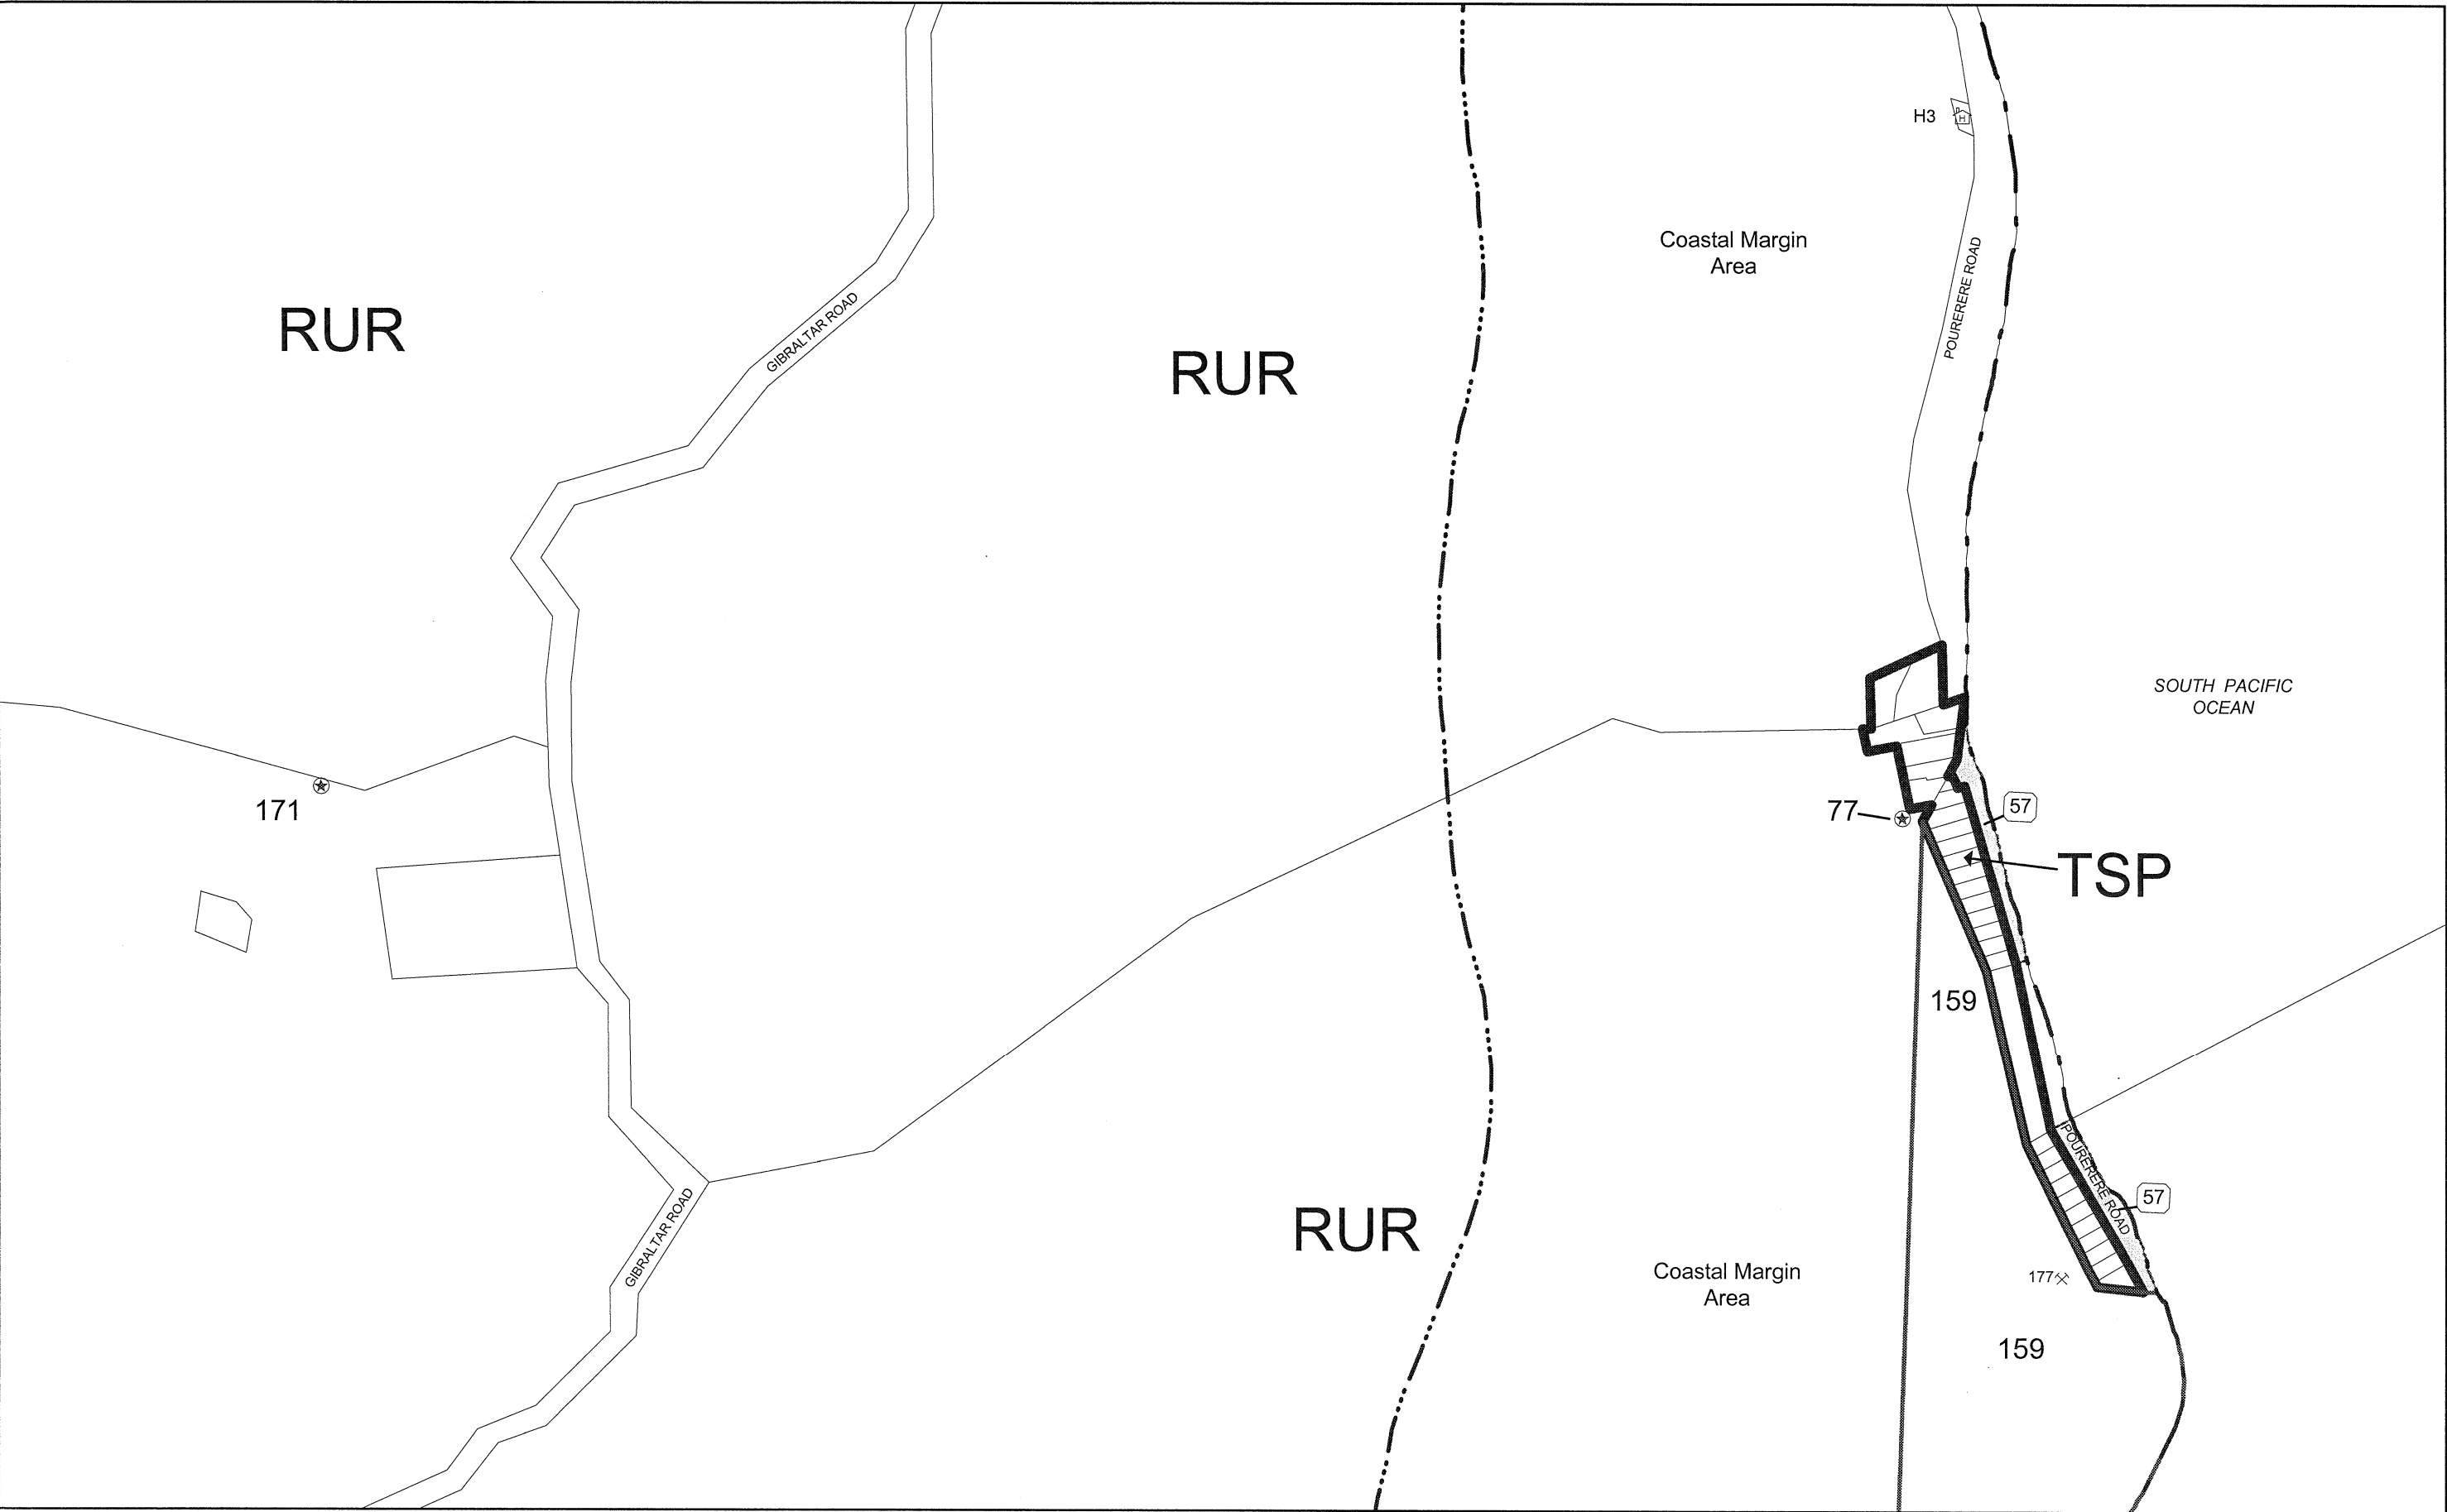 H3
Coastal Margin
Area
POURERERE ROAD
GIBRALTAR ROAD
RUR
RUR
SOUTH PACIFIC
OCEAN
171
77
57
TSP
159
POURERERE ROAD
57
GIBRALTAR ROAD
RUR
Coastal Margin
Area
177
159
H